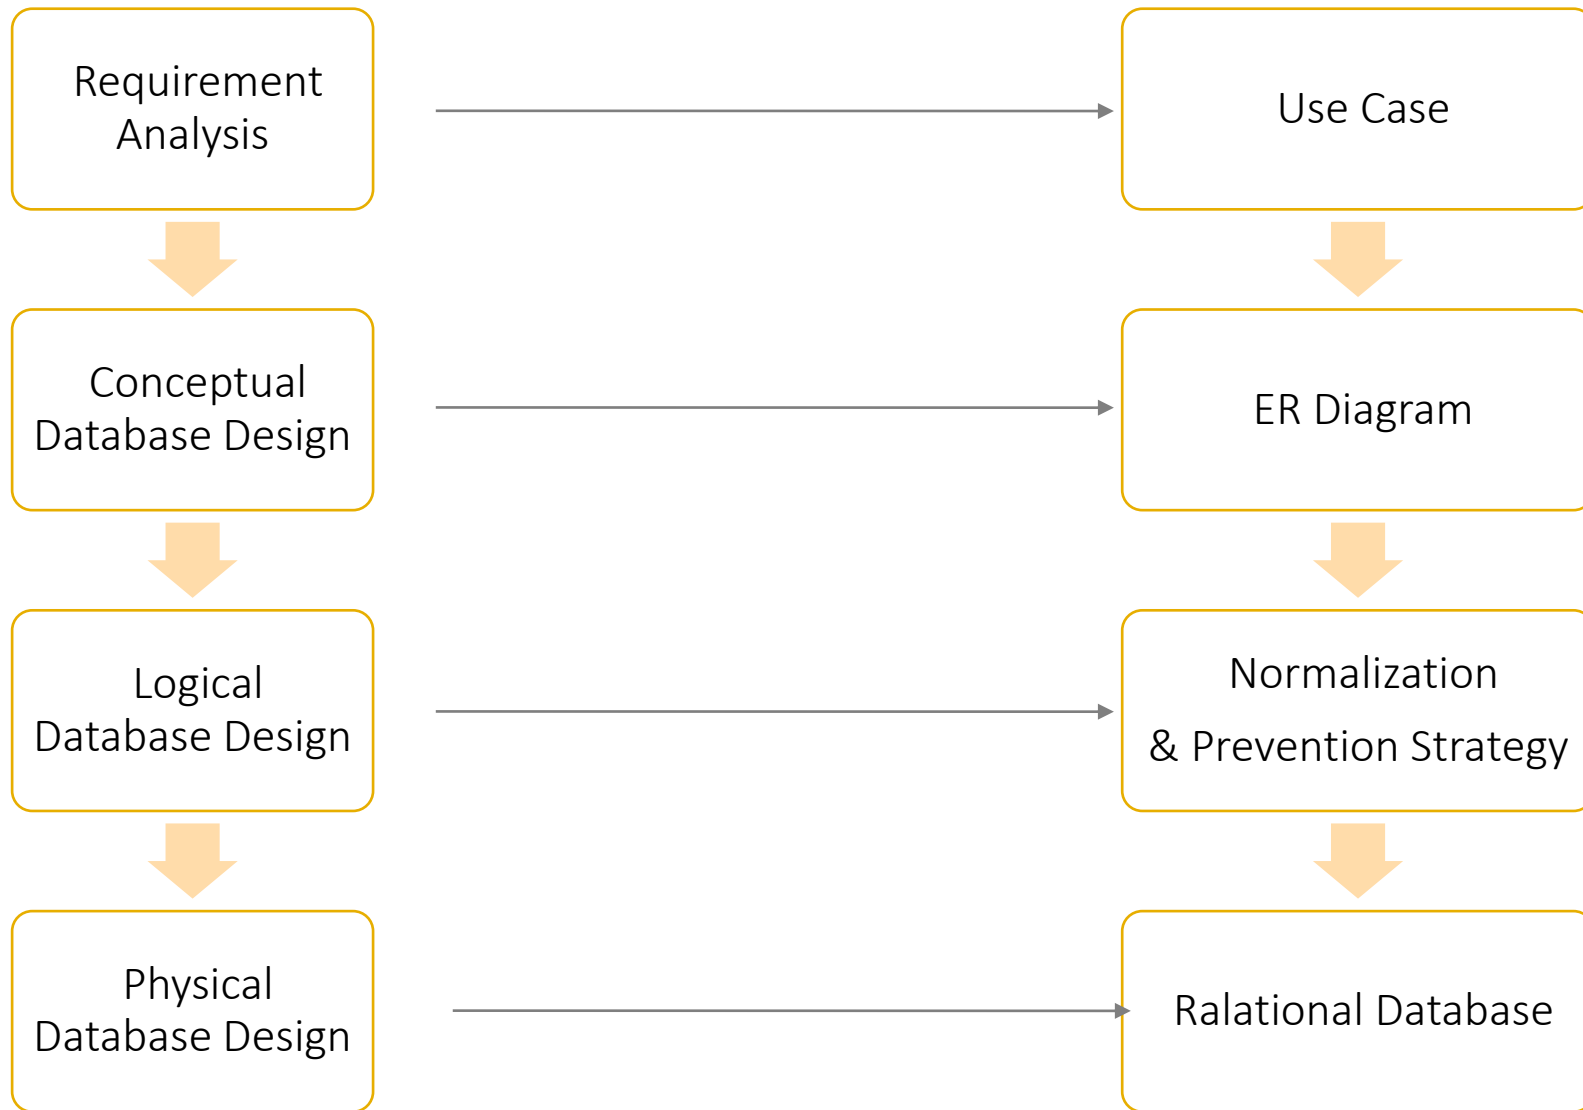 Requirement
Analysis
Use Case
Conceptual
Database Design
ER Diagram
Logical
Database Design
Normalization
& Prevention Strategy
Physical
Database Design
Ralational Database